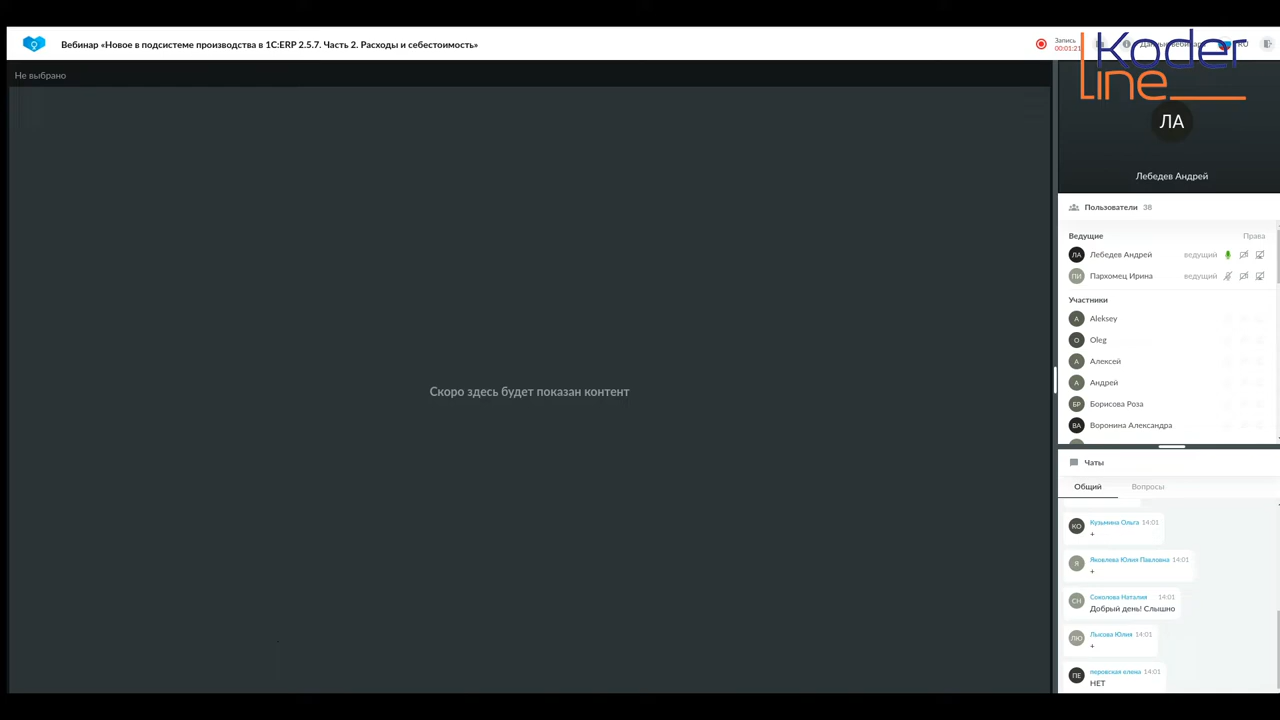 Вебинар «Новое в подсистеме производства в 1С:ERP 2.5.7. Часть 2. Расходы и себестоимость»
Запись
00:01:21
Данные вебинара
RU
Koder
line
Не выбрано
ЛА
Лебедев Андрей
Скоро здесь будет показан контент
Пользователи 38
Ведущие Права
ЛА Лебедев Андрей ведущий
ПИ Пархомец Ирина ведущий
Участники
A Aleksey
O Oleg
А Алексей
А Андрей
БР Борисова Роза
ВА Воронина Александра
Чаты
Общий Вопросы
КО Кузьмина Ольга 14:01
+
Я Яковлева Юлия Павловна 14:01
+
СН Соколова Наталия 14:01
Добрый день! Слышно
ЛЮ Лысова Юлия 14:01
+
ПЕ перовская елена 14:01
НЕТ